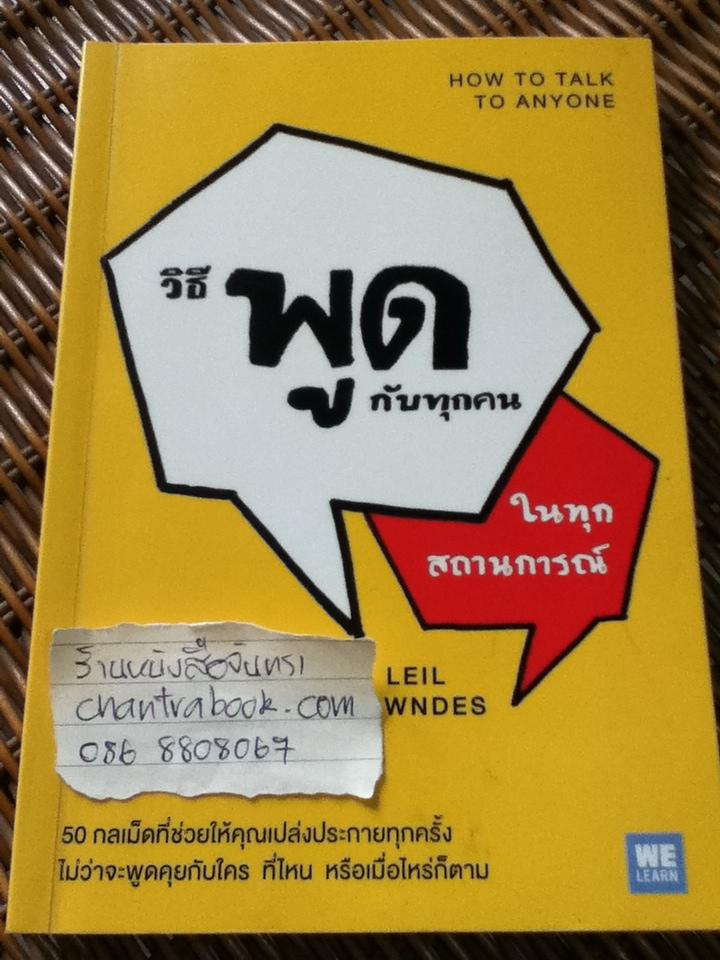 HOW TO TALK
TO ANYONE
วิธี
พูด
กับทุกคน
ในทุก
สถานการณ์
ร้านหนังสือจันทรา
chantrabook.com
086 8808067
LEIL
WNDES
50 กลเม็ดที่ช่วยให้คุณเปล่งประกายทุกครั้ง
ไม่ว่าจะพูดคุยกับใคร ที่ไหน หรือเมื่อไหร่ก็ตาม
WE
LEARN